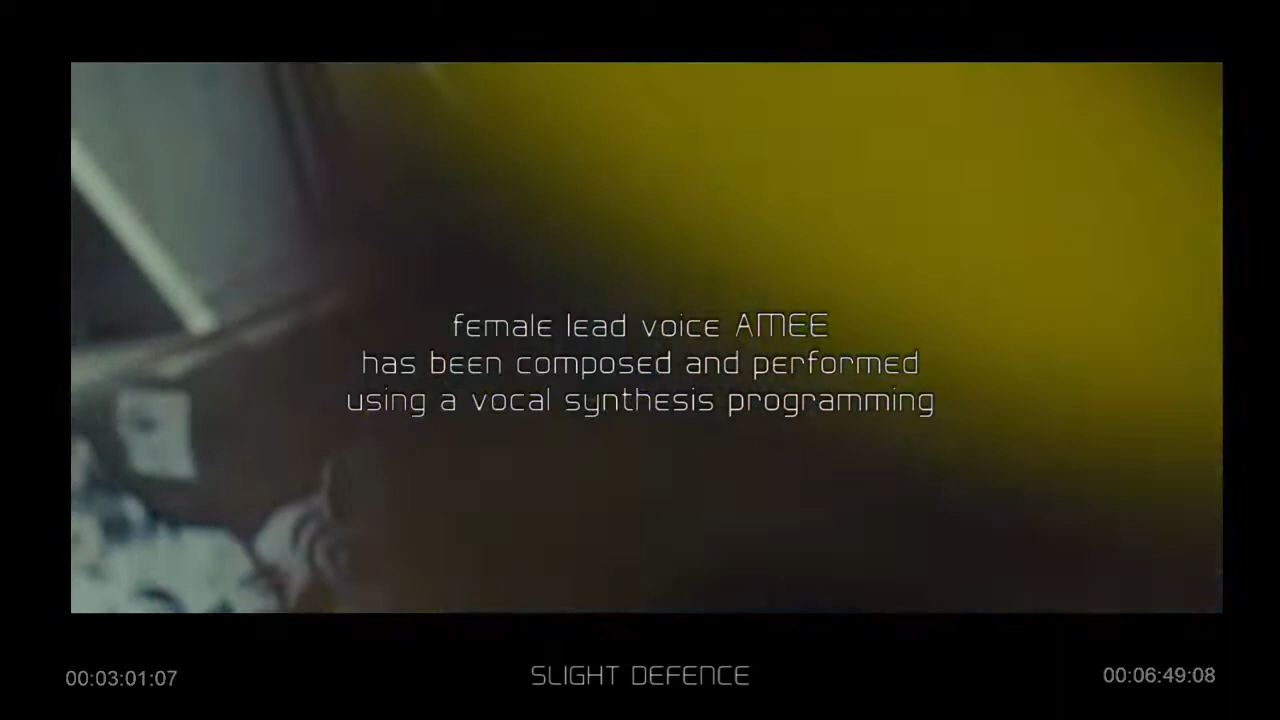 female lead voice AMEE
has been composed and performed
using a vocal synthesis programming
00:03:01:07
SLIGHT DEFENCE
00:06:49:08